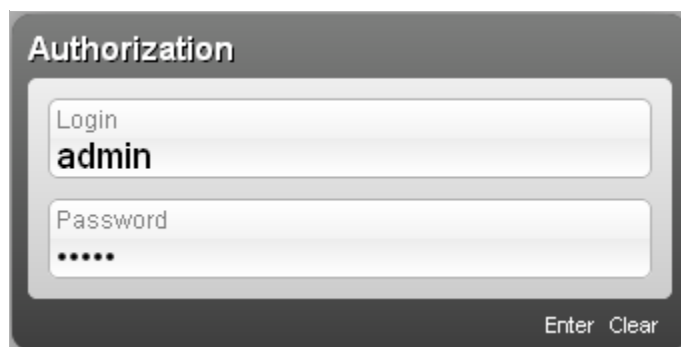 Authorization
Login
admin
Password
•••••
Enter Clear